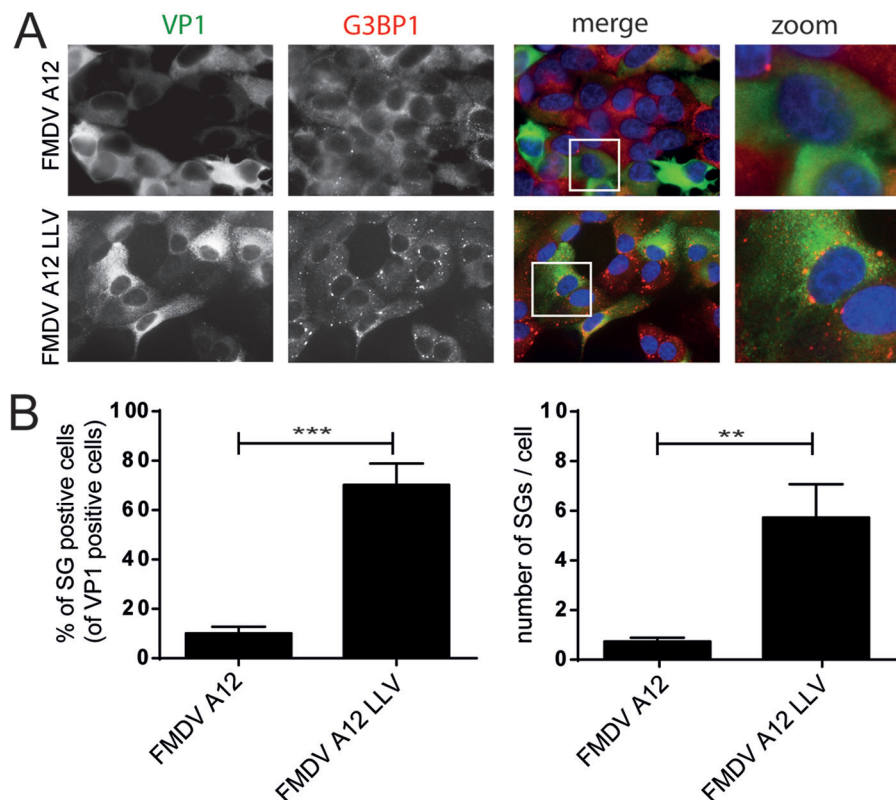 A
VP1
G3BP1
merge
zoom
FMDV A12
FMDV A12 LLV
B
% of SG postive cells
(of VP1 positive cells)
100
80
60
40
20
0
***
FMDV A12
FMDV A12 LLV
number of SGs / cell
10
8
6
4
2
0
**
FMDV A12
FMDV A12 LLV